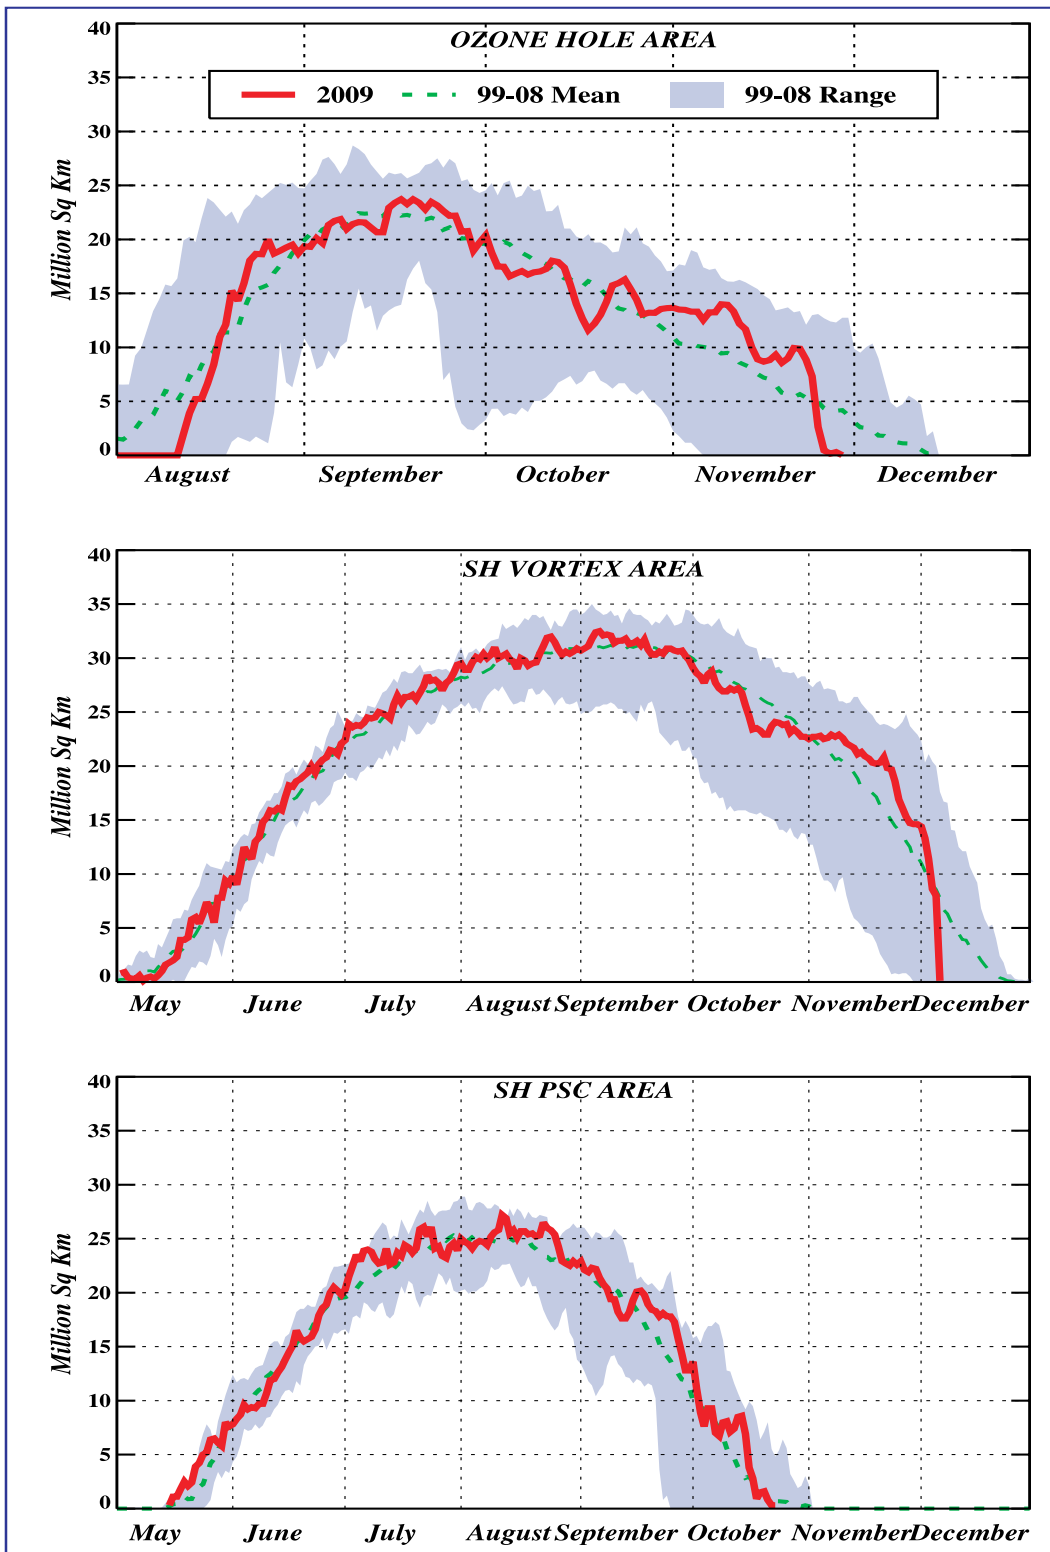 OZONE HOLE AREA
2009 99-08 Mean 99-08 Range
Million Sq Km
40
35
30
25
20
15
10
5
0
August September October November December
SH VORTEX AREA
Million Sq Km
40
35
30
25
20
15
10
5
0
May June July August September October November December
SH PSC AREA
Million Sq Km
40
35
30
25
20
15
10
5
0
May June July August September October November December